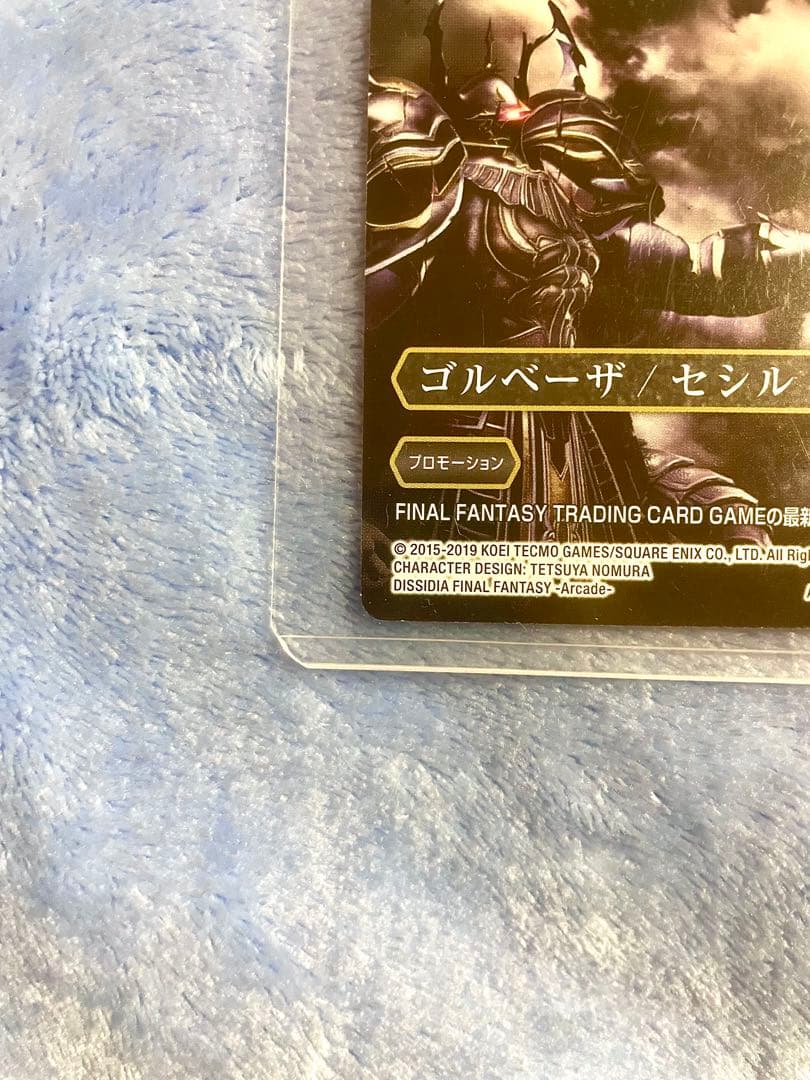 ゴルベーザ / セシル
プロモーション
FINAL FANTASY TRADING CARD GAMEの最新
© 2015-2019 KOEI TECMO GAMES/SQUARE ENIX CO., LTD. All Righ
CHARACTER DESIGN: TETSUYA NOMURA
DISSIDIA FINAL FANTASY -Arcade-